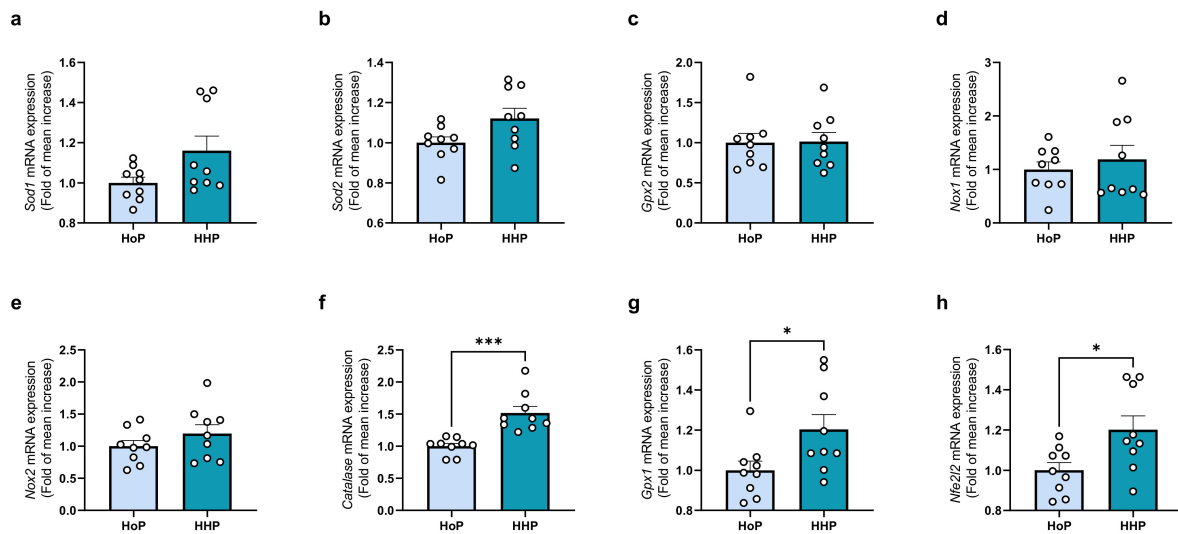 a
Sod1 mRNA expression
(Fold of mean increase)
1.6
1.4
1.2
1.0
0.8
HoP
HHP
b
Sod2 mRNA expression
(Fold of mean increase)
1.4
1.2
1.0
0.8
0.6
HoP
HHP
c
Gpx2 mRNA expression
(Fold of mean increase)
2.0
1.5
1.0
0.5
0.0
HoP
HHP
d
Nox1 mRNA expression
(Fold of mean increase)
3
2
1
0
HoP
HHP
e
Nox2 mRNA expression
(Fold of mean increase)
2.5
2.0
1.5
1.0
0.5
0.0
HoP
HHP
f
Catalase mRNA expression
(Fold of mean increase)
2.5
2.0
1.5
1.0
0.5
0.0
***
HoP
HHP
g
Gpx1 mRNA expression
(Fold of mean increase)
1.6
1.4
1.2
1.0
0.8
*
HoP
HHP
h
Nfe2l2 mRNA expression
(Fold of mean increase)
1.6
1.4
1.2
1.0
0.8
*
HoP
HHP